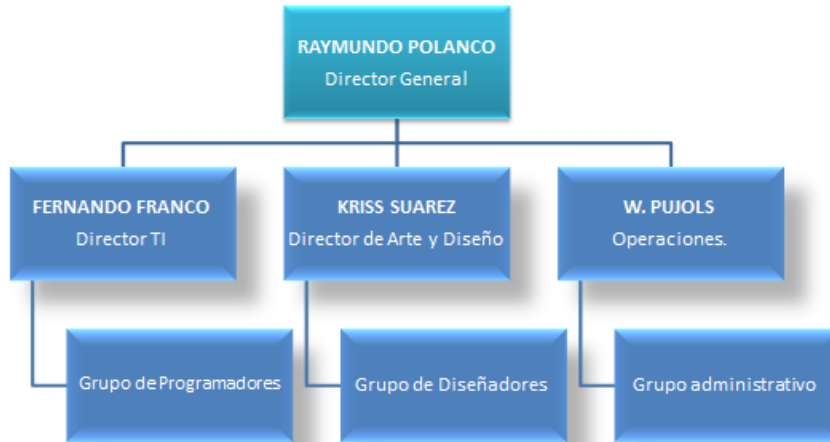 RAYMUNDO POLANCO
Director General
FERNANDO FRANCO
Director TI
KRISS SUAREZ
Director de Arte y Diseño
W. PUJOLS
Operaciones.
Grupo de Programadores
Grupo de Diseñadores
Grupo administrativo